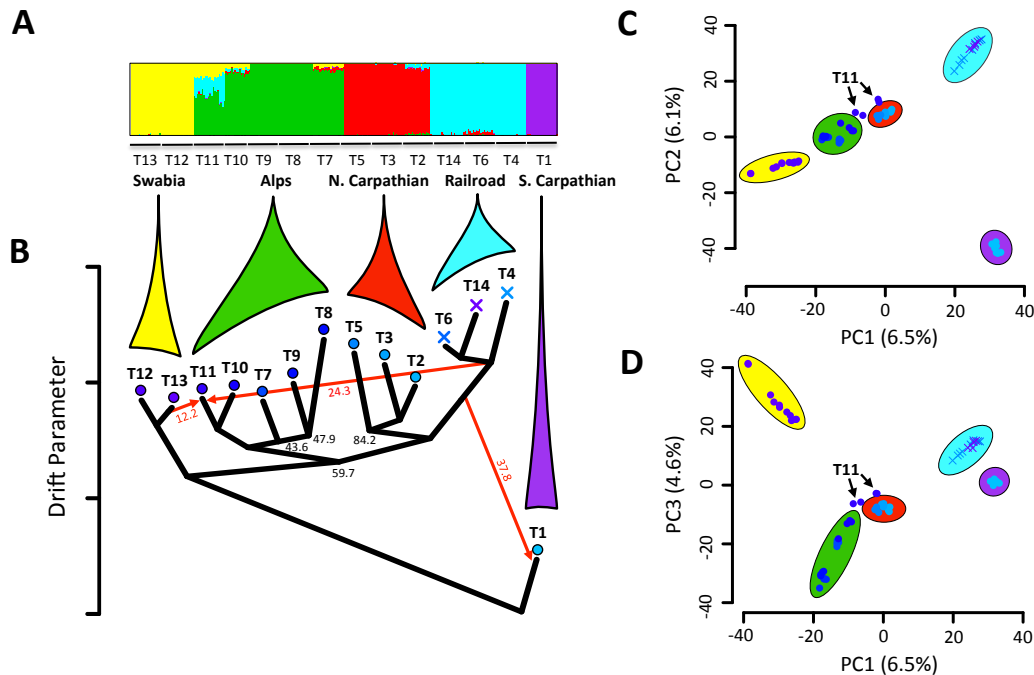 A
T13 T12 T11 T10 T9 T8 T7 T5 T3 T2 T14 T6 T4 T1
Swabia Alps N. Carpathian Railroad S. Carpathian
B
Drift Parameter
T12 T13 T11 T10 T7 T9 T8 T5 T3 T2 T6 T14 T4
12.2
24.3
47.9
43.6
84.2
59.7
37.8
T1
C
PC2 (6.1%)
40
20
0
-20
-40
T11
-40 -20 0 20 40
PC1 (6.5%)
D
PC3 (4.6%)
40
20
0
-20
-40
T11
-40 -20 0 20 40
PC1 (6.5%)